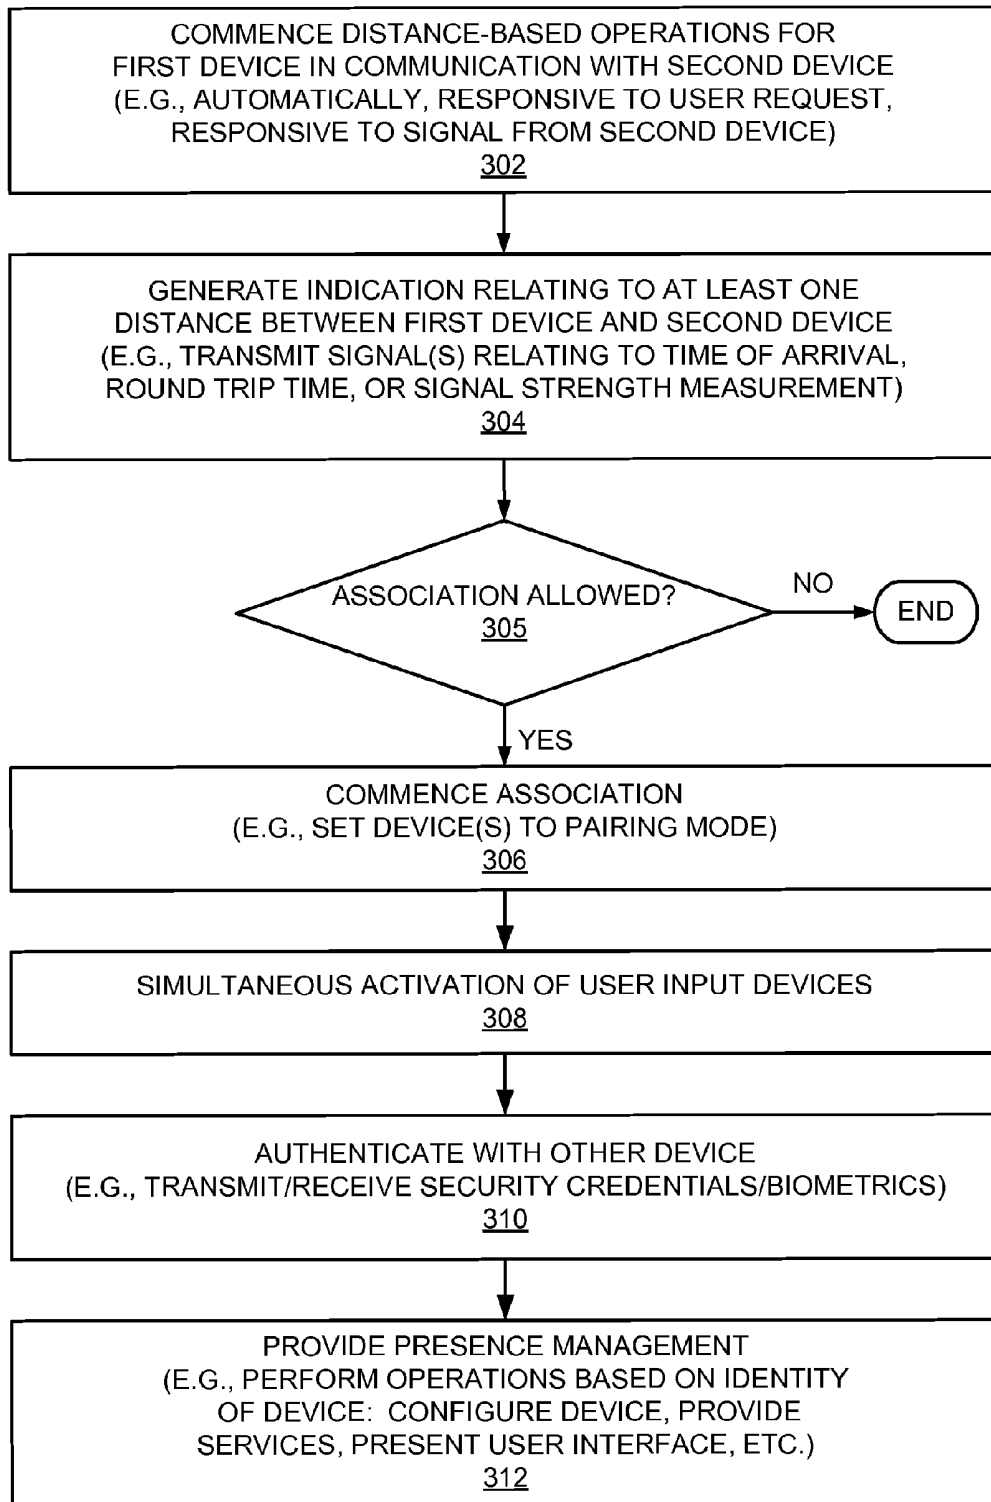 COMMENCE DISTANCE-BASED OPERATIONS FOR
FIRST DEVICE IN COMMUNICATION WITH SECOND DEVICE
(E.G., AUTOMATICALLY, RESPONSIVE TO USER REQUEST,
RESPONSIVE TO SIGNAL FROM SECOND DEVICE)
302
GENERATE INDICATION RELATING TO AT LEAST ONE
DISTANCE BETWEEN FIRST DEVICE AND SECOND DEVICE
(E.G., TRANSMIT SIGNAL(S) RELATING TO TIME OF ARRIVAL,
ROUND TRIP TIME, OR SIGNAL STRENGTH MEASUREMENT)
304
ASSOCIATION ALLOWED?
305
NO
END
YES
COMMENCE ASSOCIATION
(E.G., SET DEVICE(S) TO PAIRING MODE)
306
SIMULTANEOUS ACTIVATION OF USER INPUT DEVICES
308
AUTHENTICATE WITH OTHER DEVICE
(E.G., TRANSMIT/RECEIVE SECURITY CREDENTIALS/BIOMETRICS)
310
PROVIDE PRESENCE MANAGEMENT
(E.G., PERFORM OPERATIONS BASED ON IDENTITY
OF DEVICE: CONFIGURE DEVICE, PROVIDE
SERVICES, PRESENT USER INTERFACE, ETC.)
312